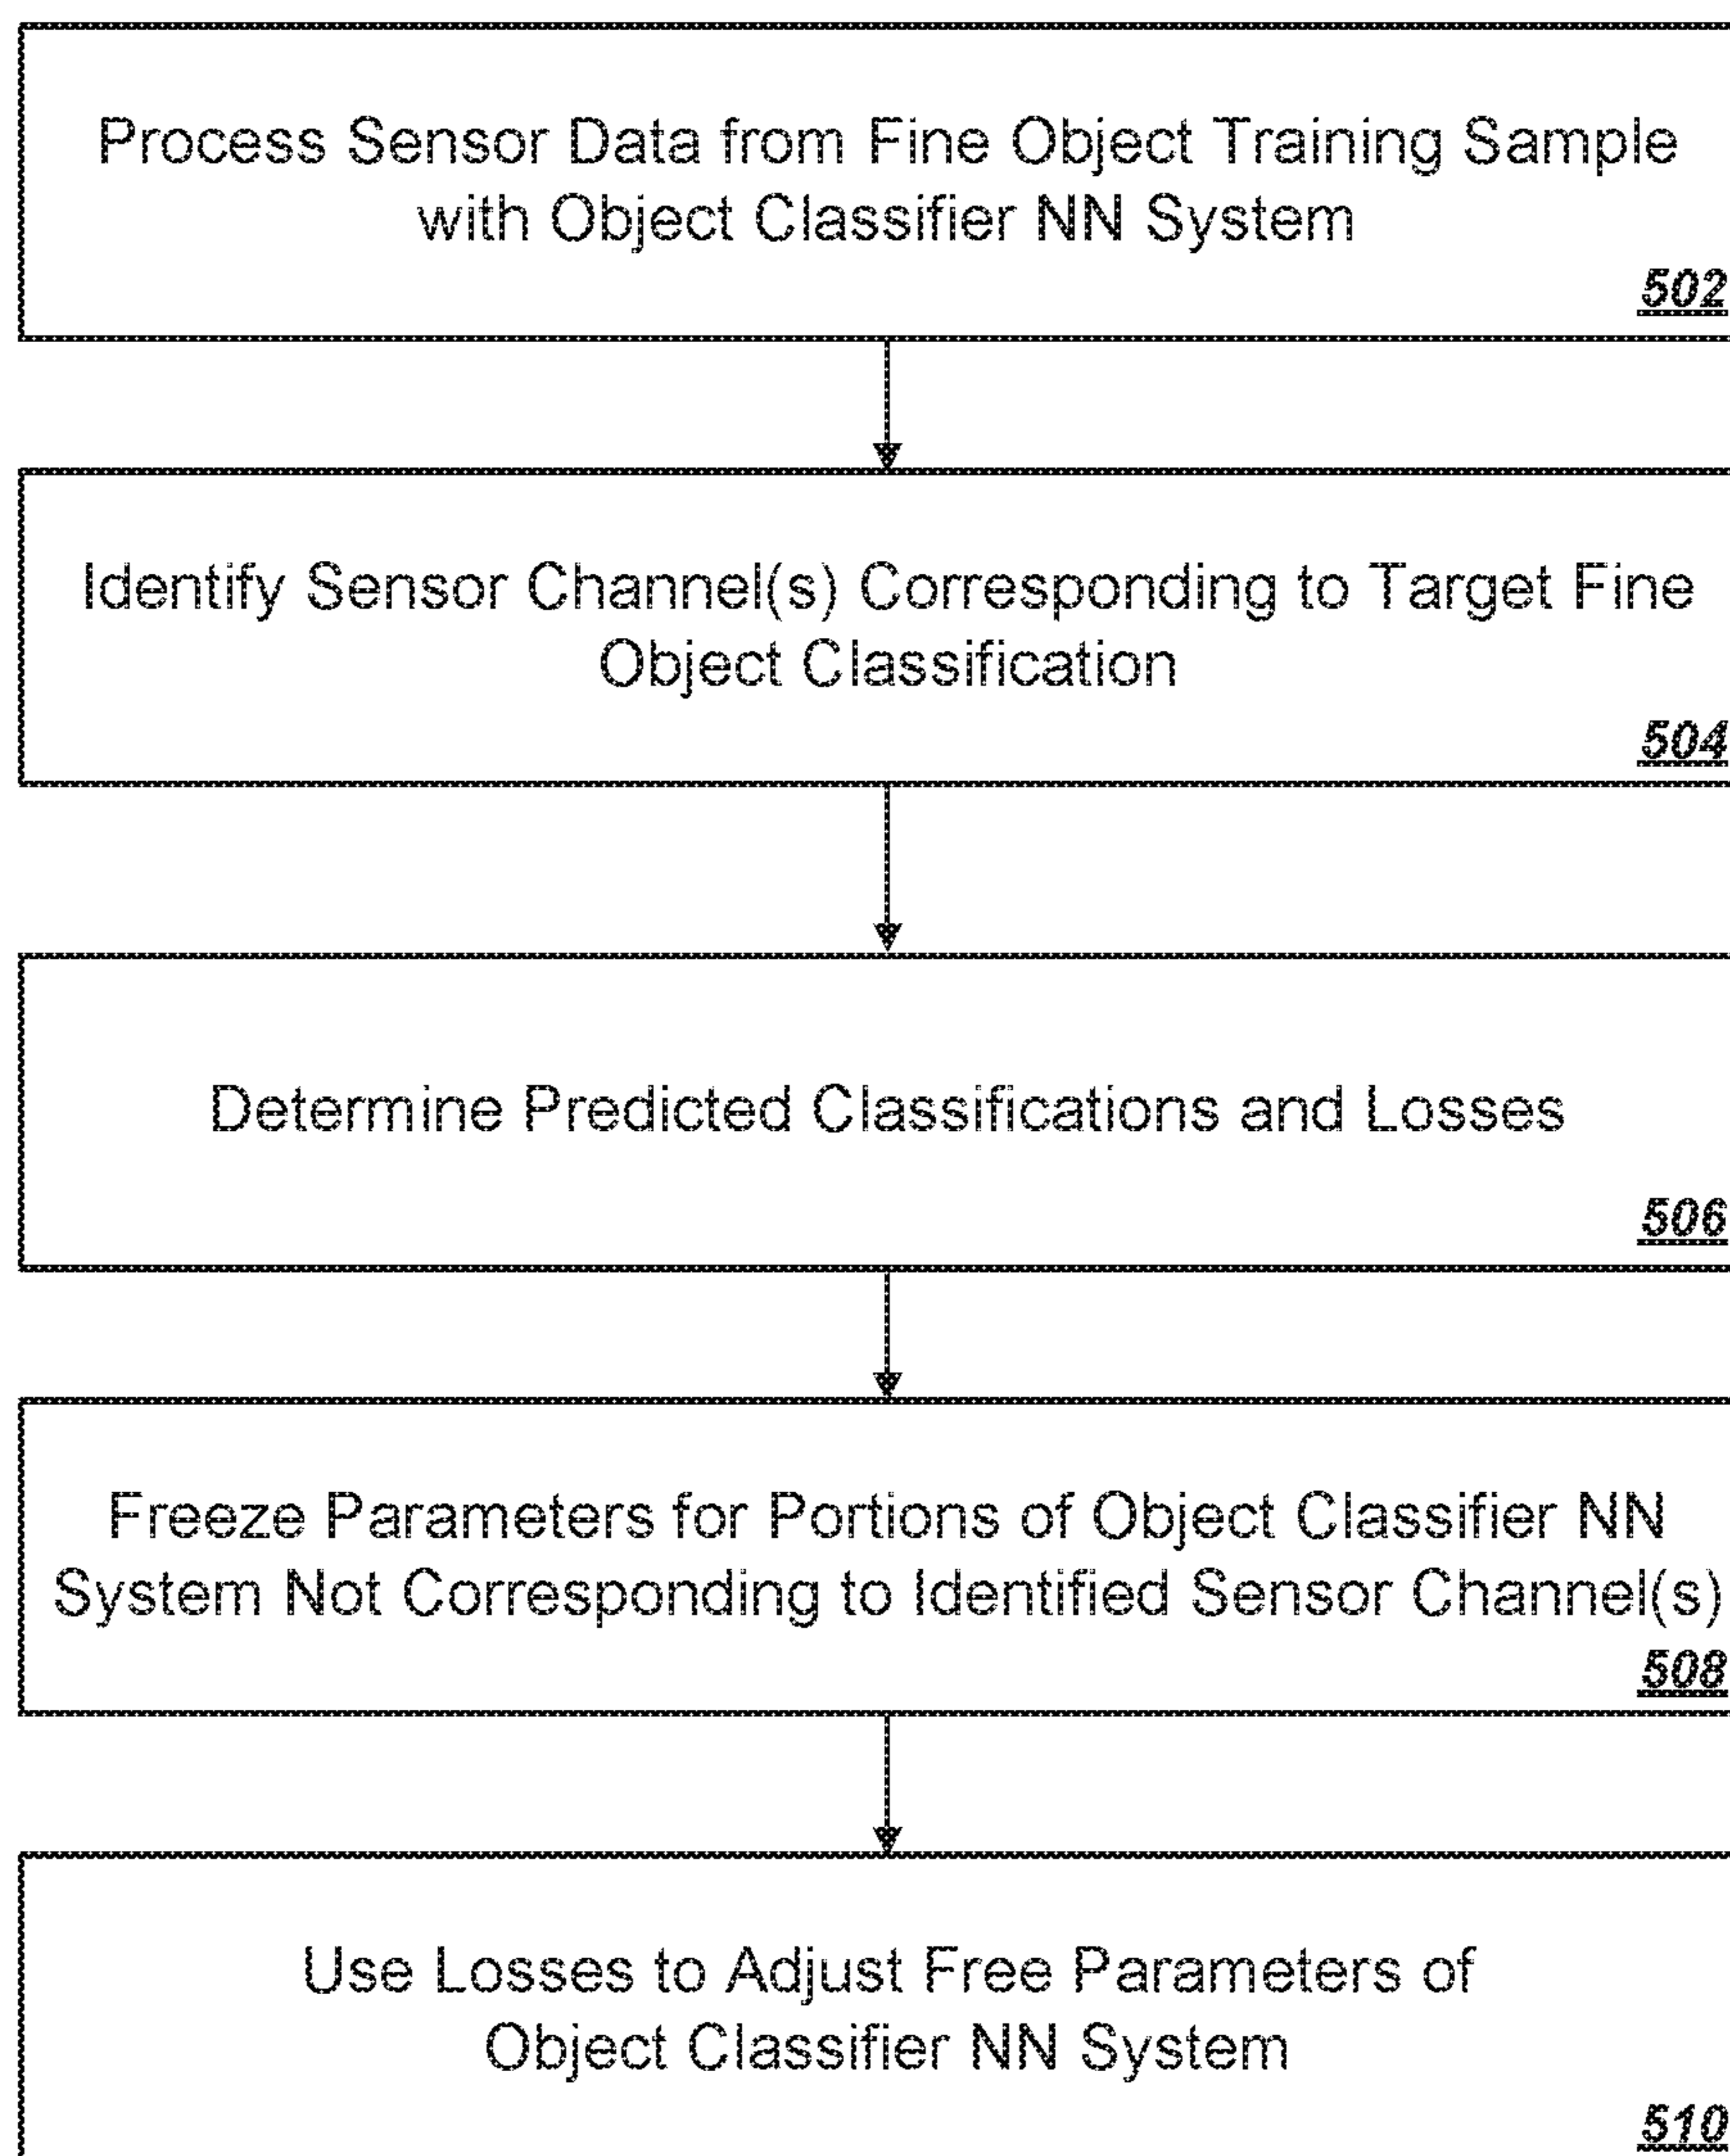 Process Sensor Data from Fine Object Training Sample
with Object Classifier NN System
502
Identify Sensor Channel(s) Corresponding to Target Fine
Object Classification
504
Determine Predicted Classifications and Losses
506
Freeze Parameters for Portions of Object Classifier NN
System Not Corresponding to Identified Sensor Channel(s)
508
Use Losses to Adjust Free Parameters of
Object Classifier NN System
510